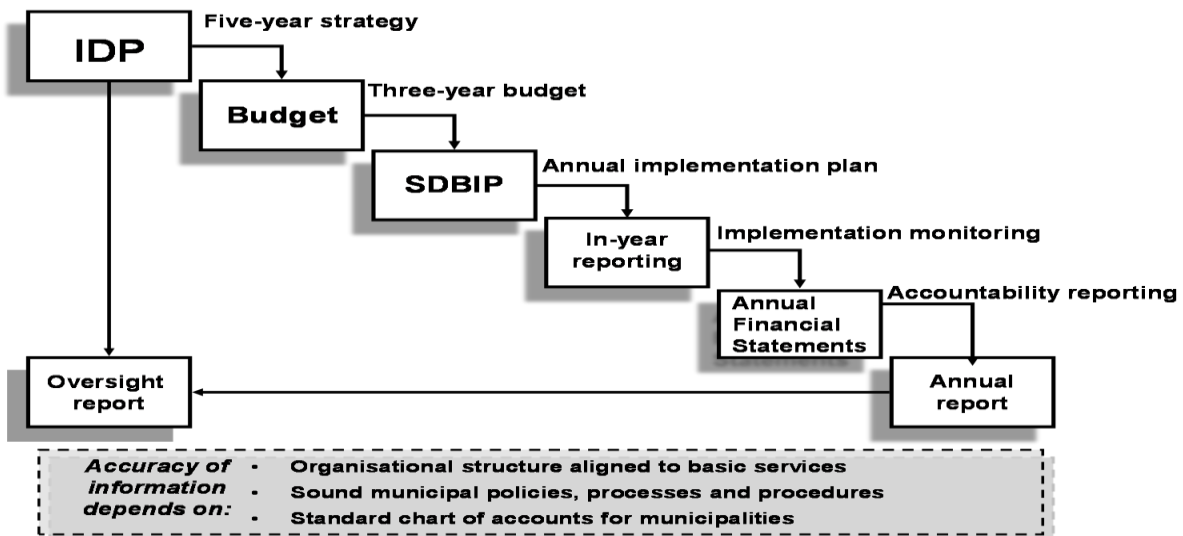 Five-year strategy
IDP
Three-year budget
Budget
Annual implementation plan
SDBIP
In-year
reporting
Implementation monitoring
Annual
Financial
Statements
Accountability reporting
Oversight
report
Annual
report
Accuracy of
information
depends on:
• Organisational structure aligned to basic services
• Sound municipal policies, processes and procedures
• Standard chart of accounts for municipalities